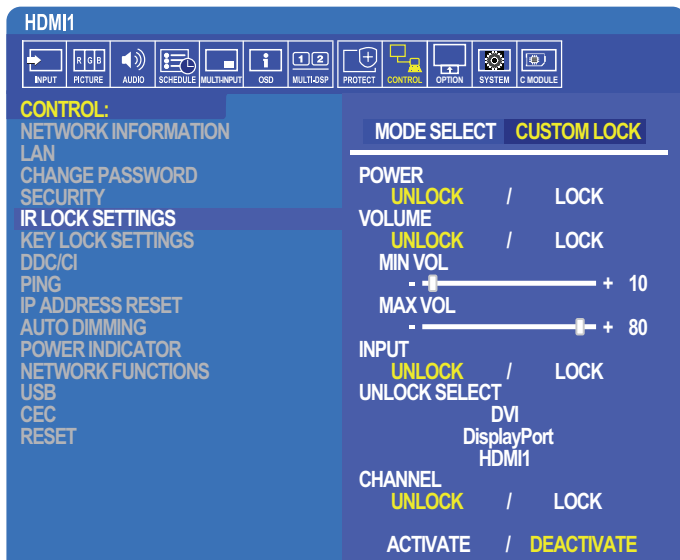 HDMI1
R G B
1 2
INPUT PICTURE AUDIO SCHEDULE MULTI-INPUT OSD MULTI-DSP PROTECT CONTROL OPTION SYSTEM C MODULE
CONTROL:
NETWORK INFORMATION
LAN
CHANGE PASSWORD
SECURITY
IR LOCK SETTINGS
KEY LOCK SETTINGS
DDC/CI
PING
IP ADDRESS RESET
AUTO DIMMING
POWER INDICATOR
NETWORK FUNCTIONS
USB
CEC
RESET
MODE SELECT CUSTOM LOCK
POWER
UNLOCK / LOCK
VOLUME
UNLOCK / LOCK
MIN VOL
- + 10
MAX VOL
- + 80
INPUT
UNLOCK / LOCK
UNLOCK SELECT
DVI
DisplayPort
HDMI1
CHANNEL
UNLOCK / LOCK
ACTIVATE / DEACTIVATE